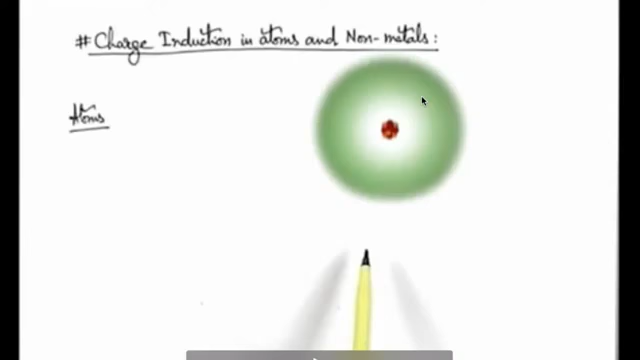 # Charge Induction in atoms and Non-metals :
Atoms